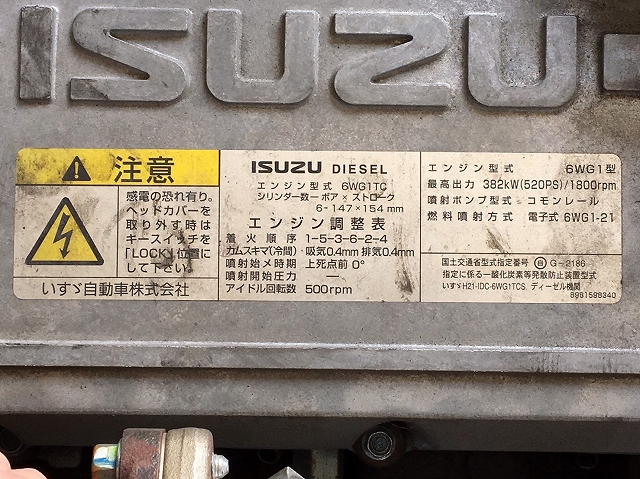 ISUZU
注意
感電の恐れ有り。
ヘッドカバーを
取り外す時は
キースイッチを
「LOCK」位置に
して下さい。
いすゞ自動車株式会社
ISUZU DIESEL
エンジン型式 6WG1TC
シリンダー数ーボア×ストローク
6-147×154mm
エンジン調整表
着火順序 1-5-3-6-2-4
カムスキマ(冷間) 吸気0.4mm 排気0.4mm
噴射始メ時期 上死点前 0°
噴射開始圧力 ―
アイドル回転数 500rpm
エンジン型式 6WG1型
最高出力 382kW(520PS)/1800rpm
噴射ポンプ型式 コモンレール
燃料噴射方式 電子式 6WG1-21
国土交通省型式指定番号 自 G-2186
指定に係る一酸化炭素等発散防止装置型式
いすゞH21-IDC-6WG1TCS、ディーゼル機関
8981598340